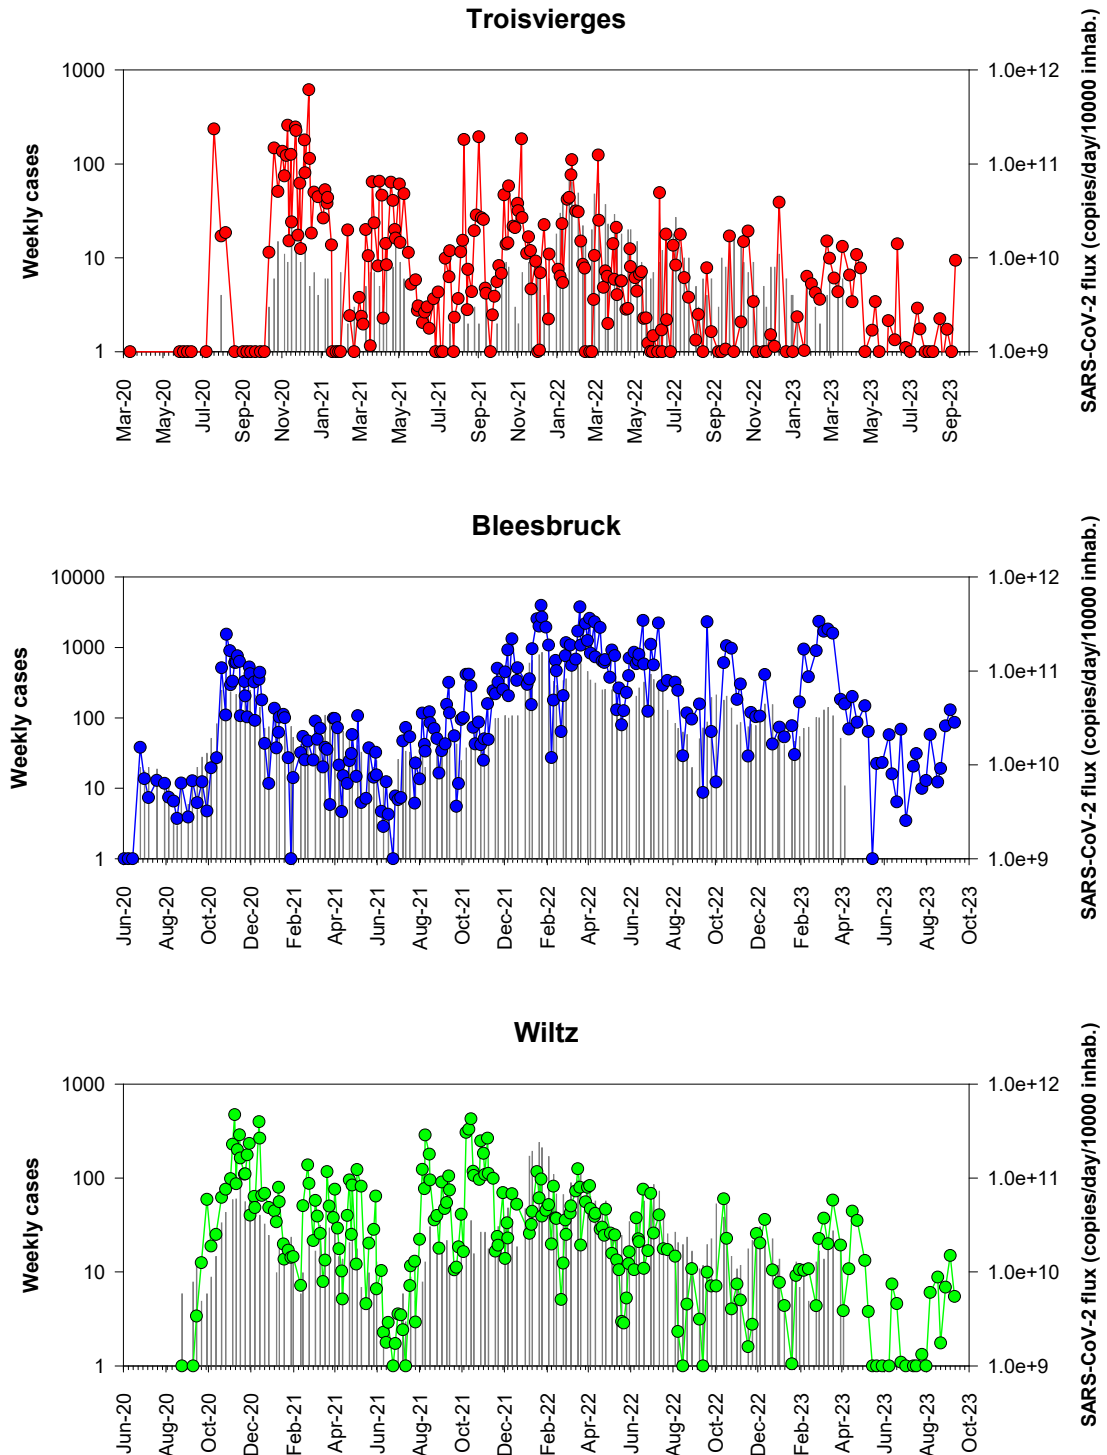 Troisvierges
Weekly cases
1000
100
10
1
1.0e+12
1.0e+11
1.0e+10
1.0e+9
SARS-CoV-2 flux (copies/day/10000 inhab.)
Mar-20
May-20
Jul-20
Sep-20
Nov-20
Jan-21
Mar-21
May-21
Jul-21
Sep-21
Nov-21
Jan-22
Mar-22
May-22
Jul-22
Sep-22
Nov-22
Jan-23
Mar-23
May-23
Jul-23
Sep-23
Bleesbruck
Weekly cases
10000
1000
100
10
1
1.0e+12
1.0e+11
1.0e+10
1.0e+9
SARS-CoV-2 flux (copies/day/10000 inhab.)
Jun-20
Aug-20
Oct-20
Dec-20
Feb-21
Apr-21
Jun-21
Aug-21
Oct-21
Dec-21
Feb-22
Apr-22
Jun-22
Aug-22
Oct-22
Dec-22
Feb-23
Apr-23
Jun-23
Aug-23
Oct-23
Wiltz
Weekly cases
1000
100
10
1
1.0e+12
1.0e+11
1.0e+10
1.0e+9
SARS-CoV-2 flux (copies/day/10000 inhab.)
Jun-20
Aug-20
Oct-20
Dec-20
Feb-21
Apr-21
Jun-21
Aug-21
Oct-21
Dec-21
Feb-22
Apr-22
Jun-22
Aug-22
Oct-22
Dec-22
Feb-23
Apr-23
Jun-23
Aug-23
Oct-23